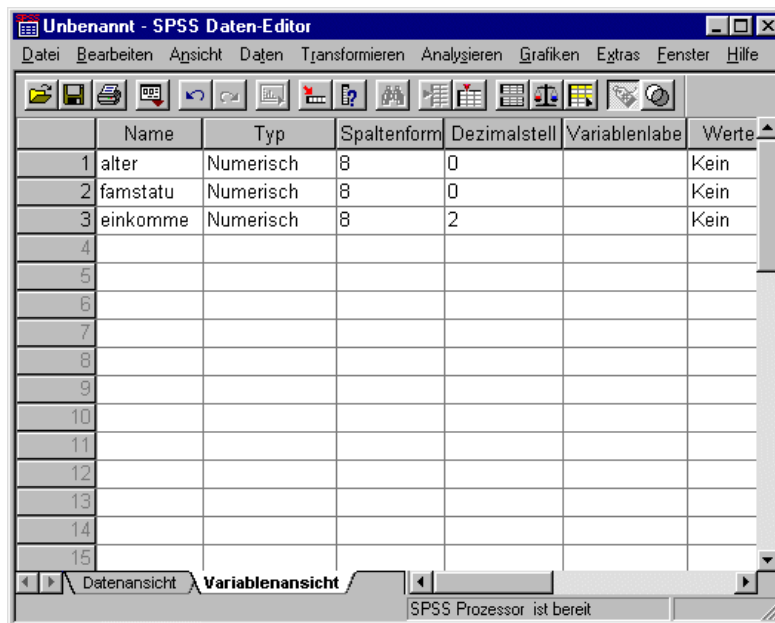 Unbenannt - SPSS Daten-Editor
Datei Bearbeiten Ansicht Daten Transformieren Analysieren Grafiken Extras Fenster Hilfe
Name Typ Spaltenform Dezimalstell Variablenlabe Werte
1 alter Numerisch 8 0 Kein
2 famstatu Numerisch 8 0 Kein
3 einkomme Numerisch 8 2 Kein
4
5
6
7
8
9
10
11
12
13
14
15
Datenansicht Variablenansicht
SPSS Prozessor ist bereit